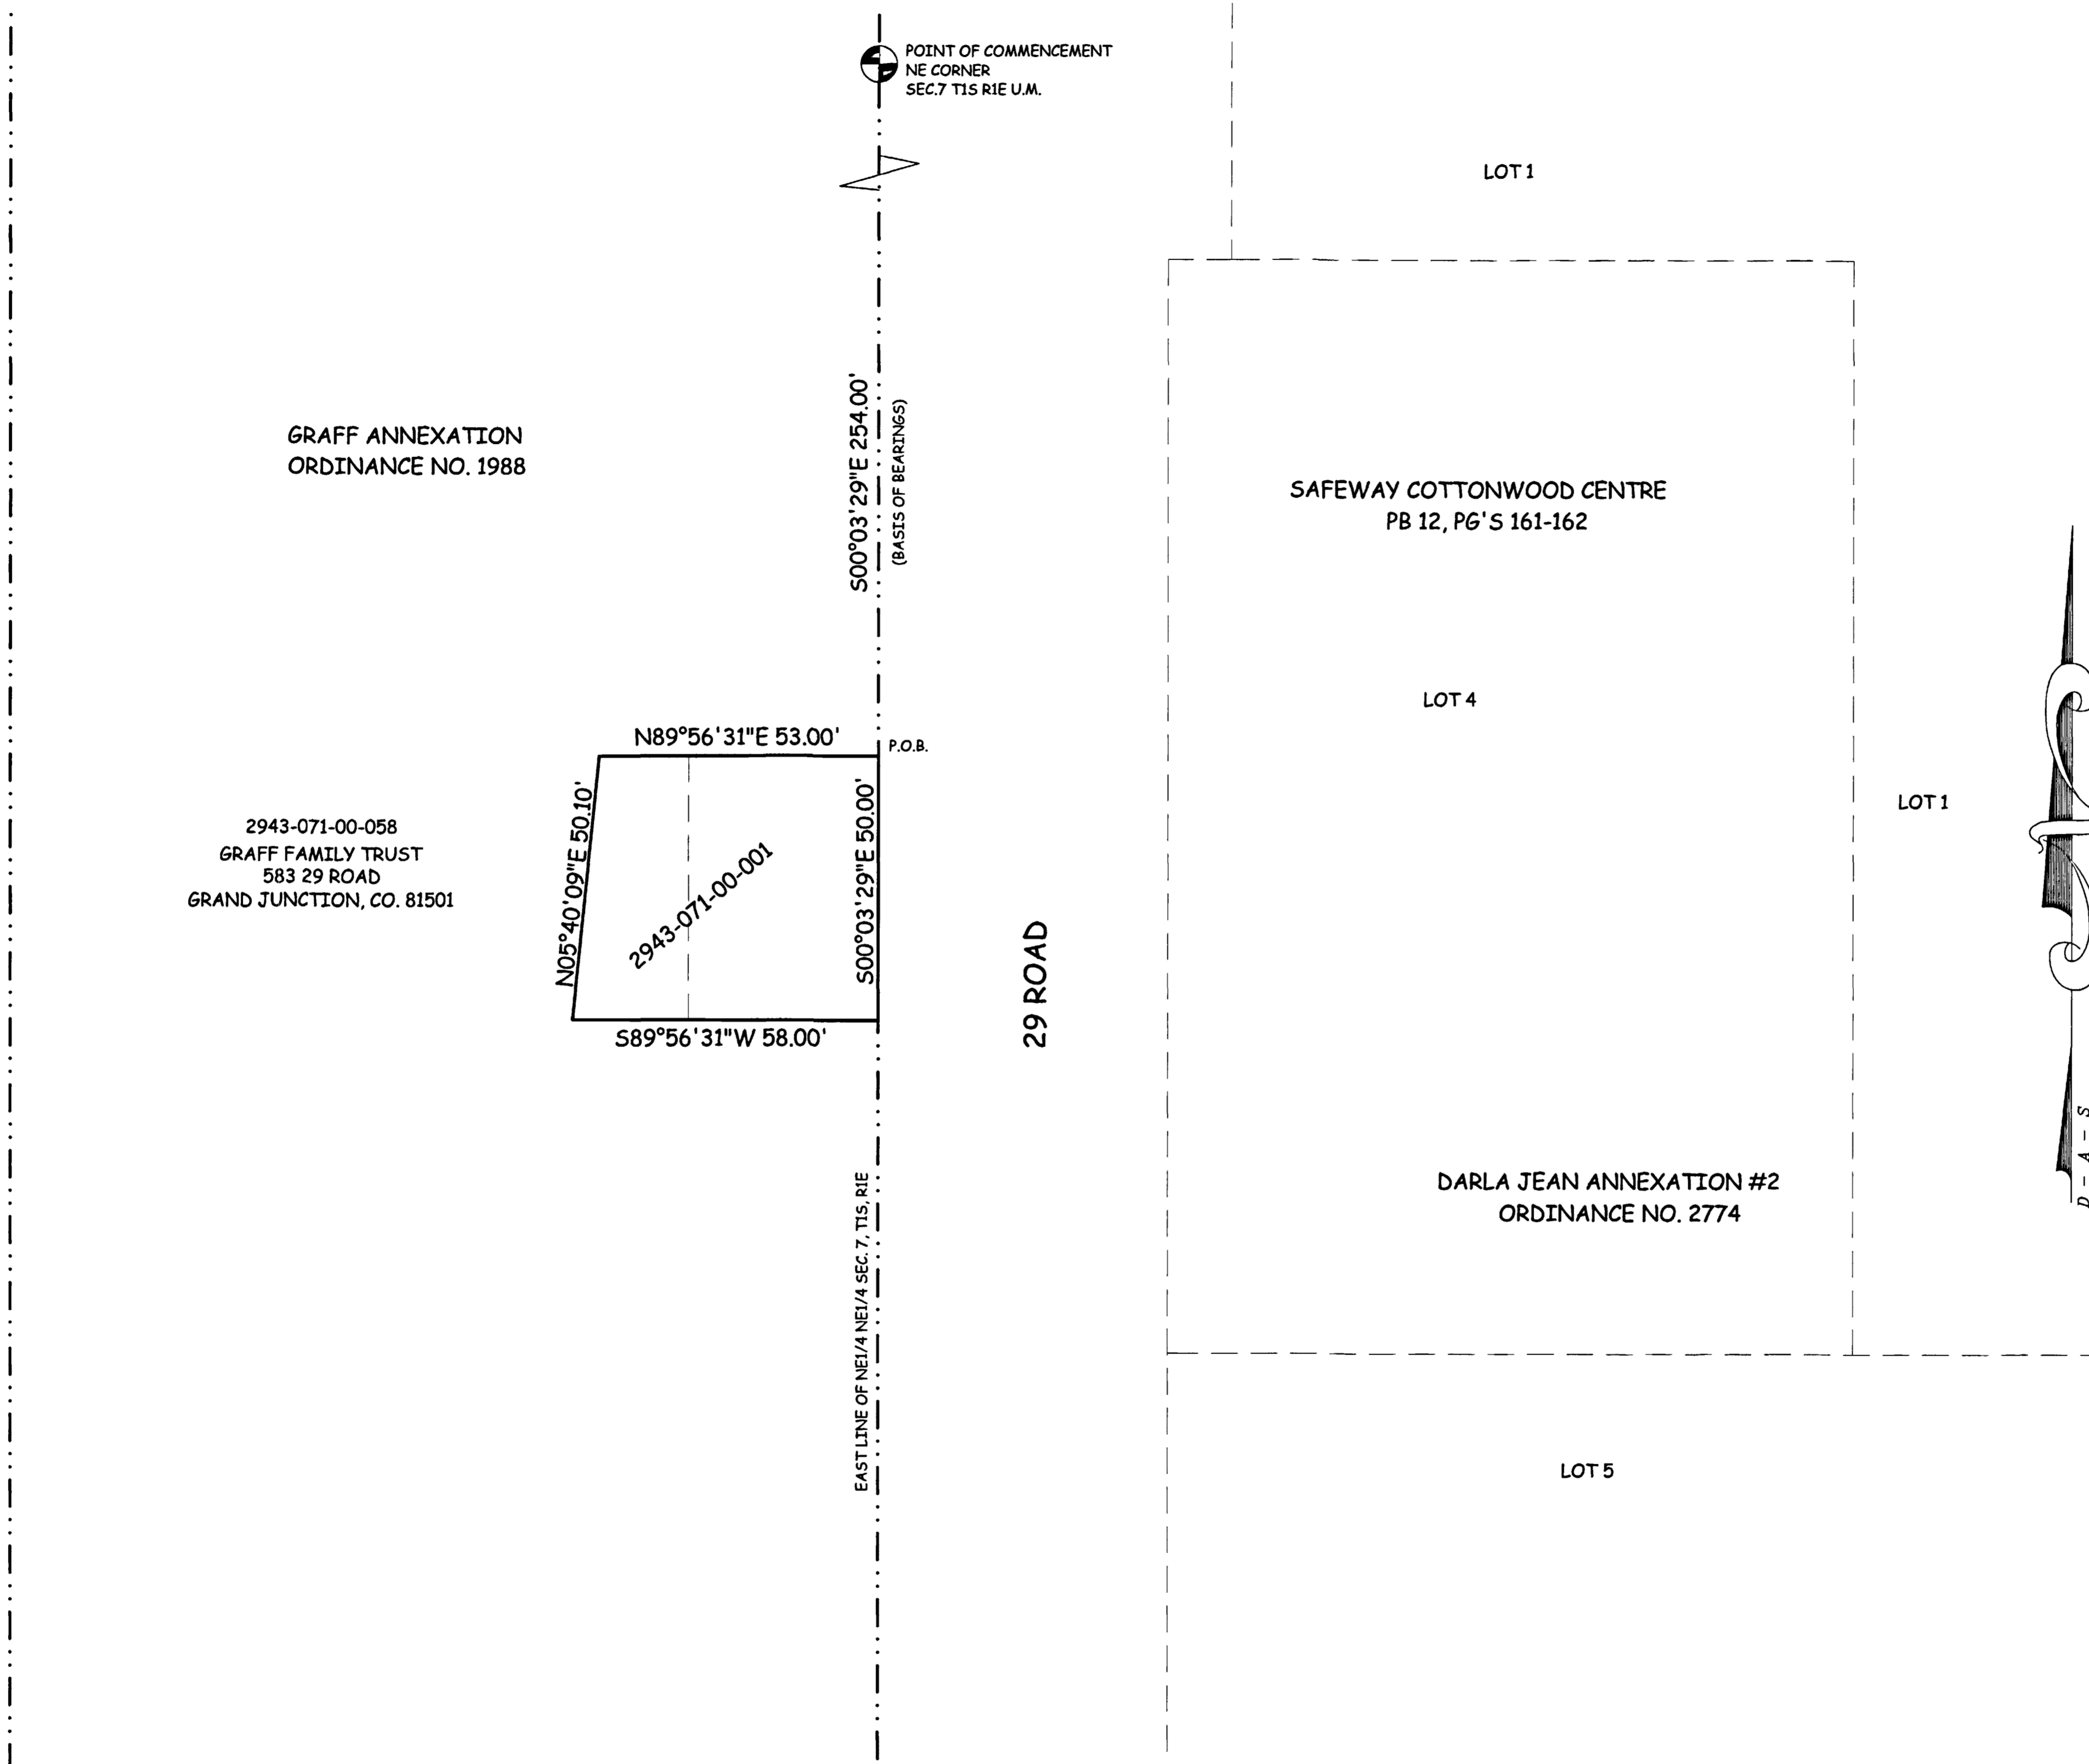 POINT OF COMMENCEMENT
NE CORNER
SEC.7 T1S R1E U.M.
LOT 1
S00°03'29"E 254.00'
(BASIS OF BEARINGS)
GRAFF ANNEXATION
ORDINANCE NO. 1988
SAFEWAY COTTONWOOD CENTRE
PB 12, PG'S 161-162
LOT 4
N89°56'31"E 53.00'
P.O.B.
LOT 1
2943-071-00-058
GRAFF FAMILY TRUST
583 29 ROAD
GRAND JUNCTION, CO. 81501
N05°40'09"E 50.10'
2943-071-00-001
S00°03'29"E 50.00'
29 ROAD
S89°56'31"W 58.00'
D - A - S
DARLA JEAN ANNEXATION #2
ORDINANCE NO. 2774
EAST LINE OF NE1/4 NE1/4 SEC. 7, T1S, R1E
LOT 5